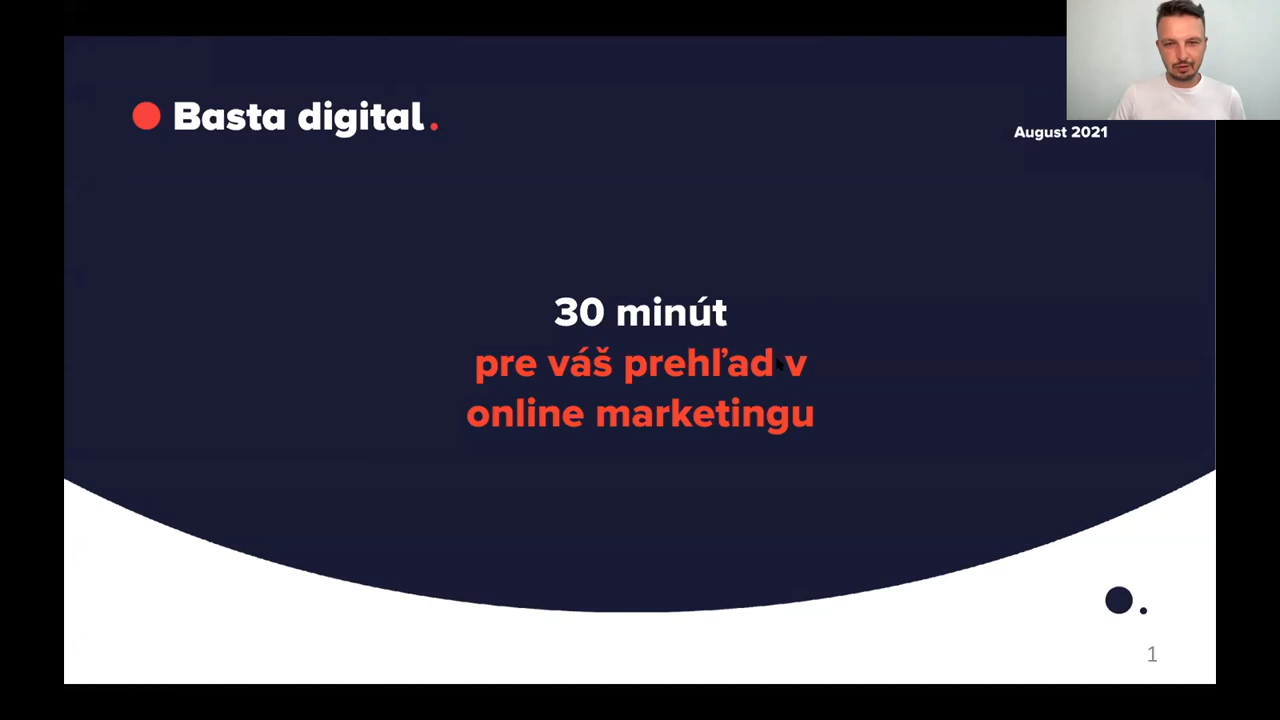 Basta digital.
August 2021
30 minút
pre váš prehľad v
online marketingu
1